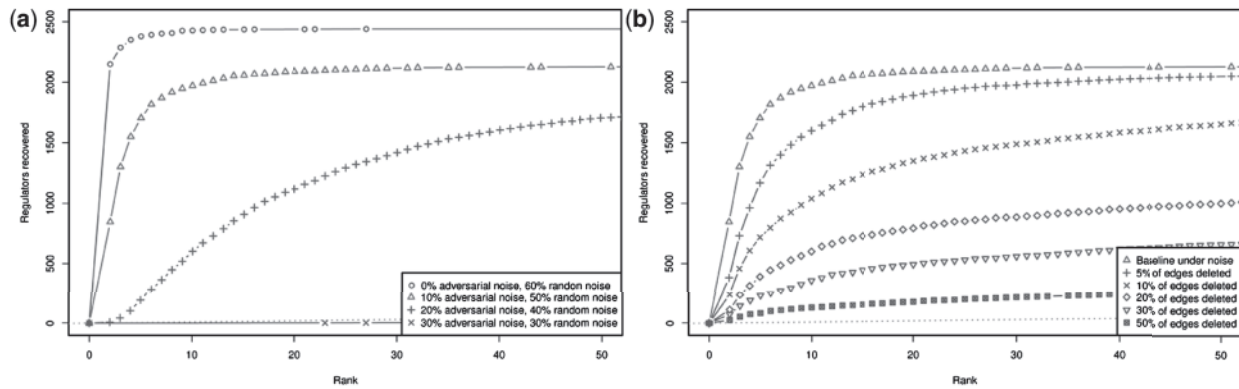 (a)
Regulators recovered
2500
2000
1500
1000
500
0
0 10 20 30 40 50
Rank
0% adversarial noise, 60% randon noise
10% adversarial noise, 50% random noise
20% adversarial noise, 40% random noise
30% adversarial noise, 30% random noise
(b)
Regulators recovered
2500
2000
1500
1000
500
0
0 10 20 30 40 50
Rank
Baseline under noise
5% of edges deleted
10% of edges deleted
20% of edges deleted
30% of edges deleted
50% of edges deleted